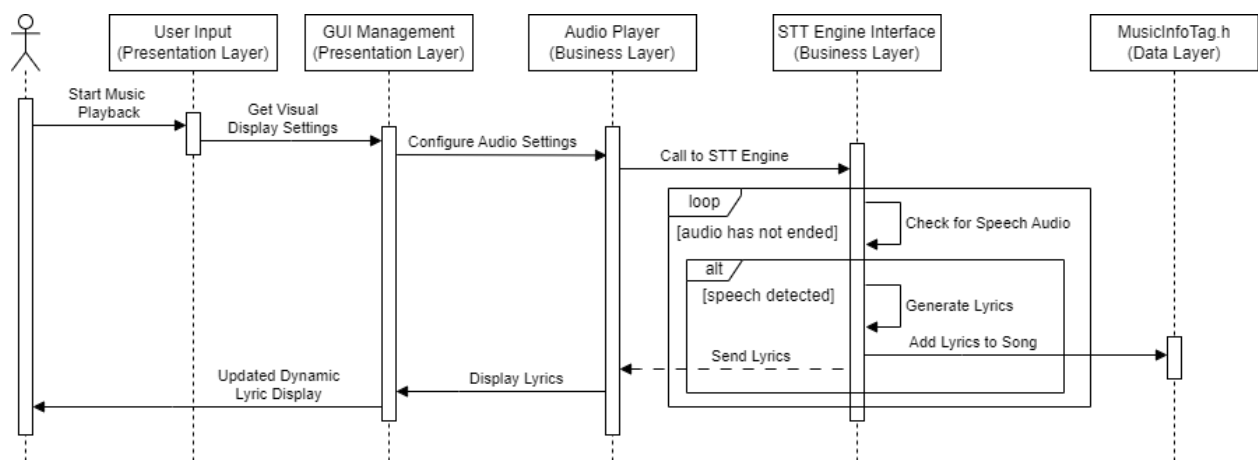 User Input
(Presentation Layer)
GUI Management
(Presentation Layer)
Audio Player
(Business Layer)
STT Engine Interface
(Business Layer)
MusicInfoTag.h
(Data Layer)
Start Music
Playback
Get Visual
Display Settings
Configure Audio Settings
Call to STT Engine
loop
[audio has not ended]
Check for Speech Audio
alt
[speech detected]
Generate Lyrics
Add Lyrics to Song
Send Lyrics
Display Lyrics
Updated Dynamic
Lyric Display